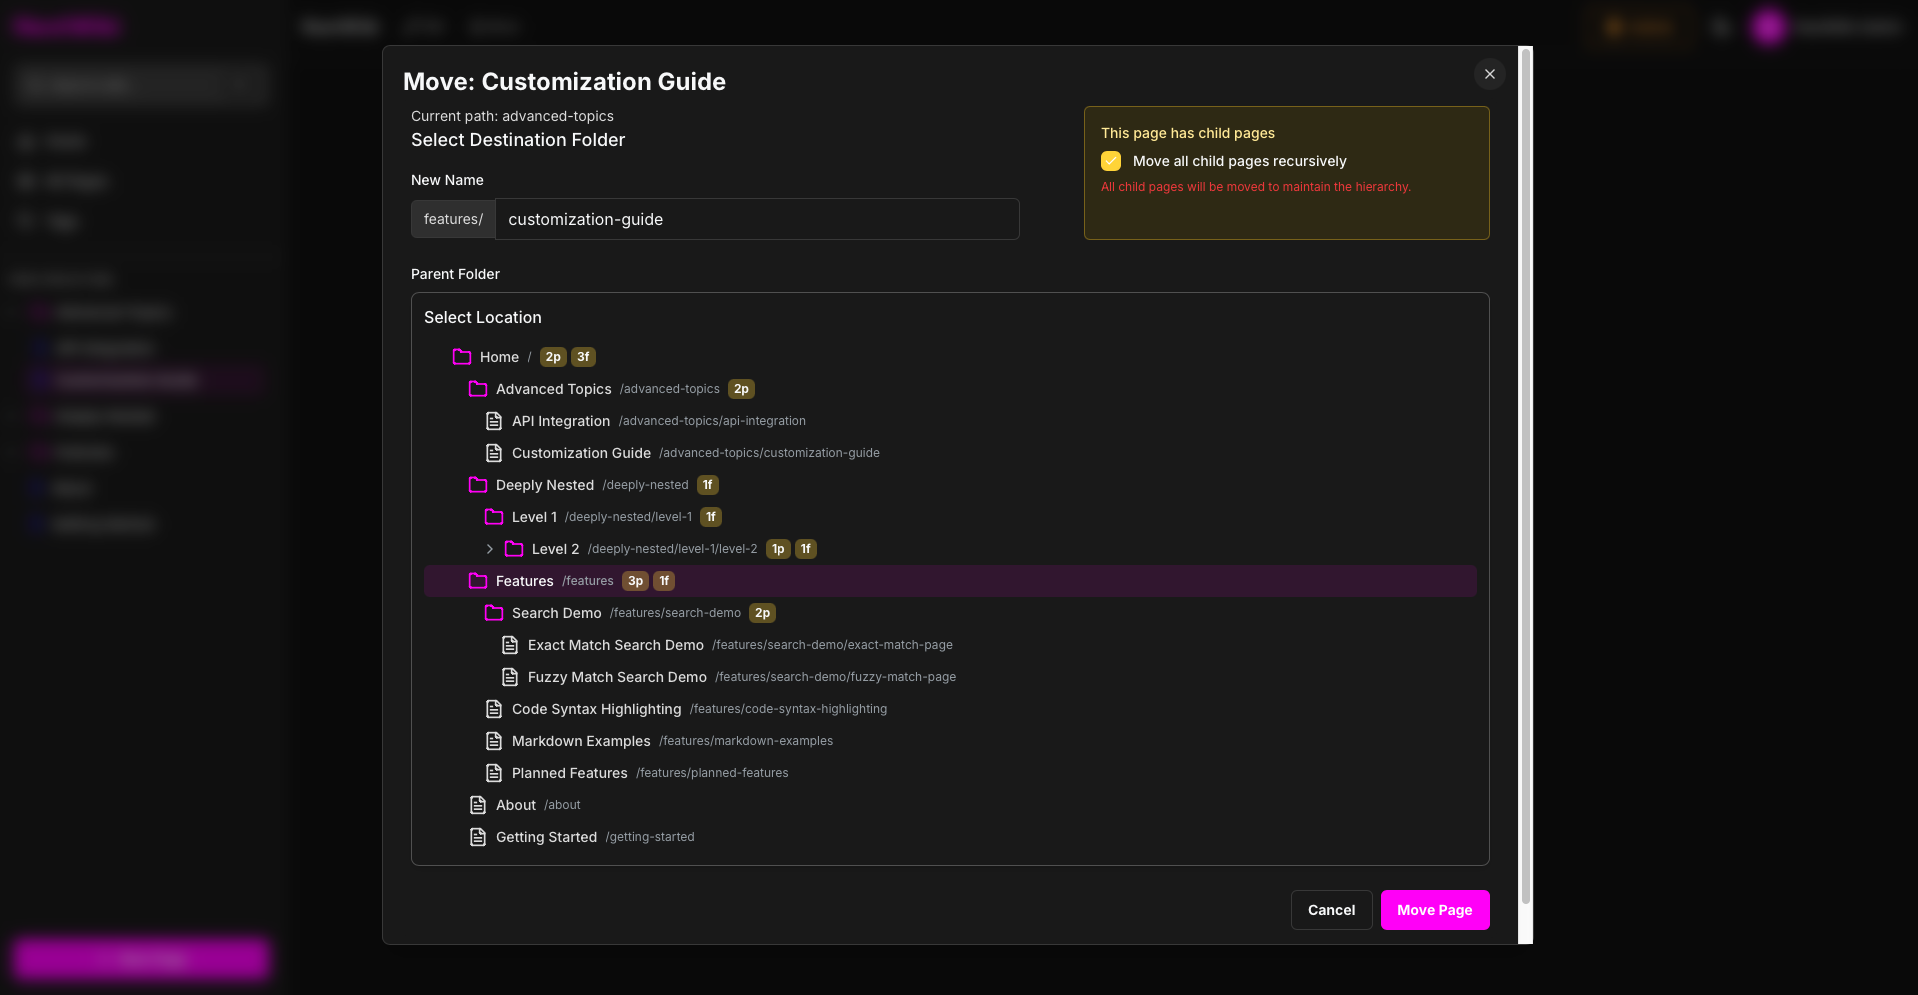 Move: Customization Guide
Current path: advanced-topics
Select Destination Folder
This page has child pages
Move all child pages recursively
All child pages will be moved to maintain the hierarchy.
New Name
features/ customization-guide
Parent Folder
Select Location
Home / 2p 3f
Advanced Topics /advanced-topics 2p
API Integration /advanced-topics/api-integration
Customization Guide /advanced-topics/customization-guide
Deeply Nested /deeply-nested 1f
Level 1 /deeply-nested/level-1 1f
Level 2 /deeply-nested/level-1/level-2 1p 1f
Features /features 3p 1f
Search Demo /features/search-demo 2p
Exact Match Search Demo /features/search-demo/exact-match-page
Fuzzy Match Search Demo /features/search-demo/fuzzy-match-page
Code Syntax Highlighting /features/code-syntax-highlighting
Markdown Examples /features/markdown-examples
Planned Features /features/planned-features
About /about
Getting Started /getting-started
Cancel Move Page